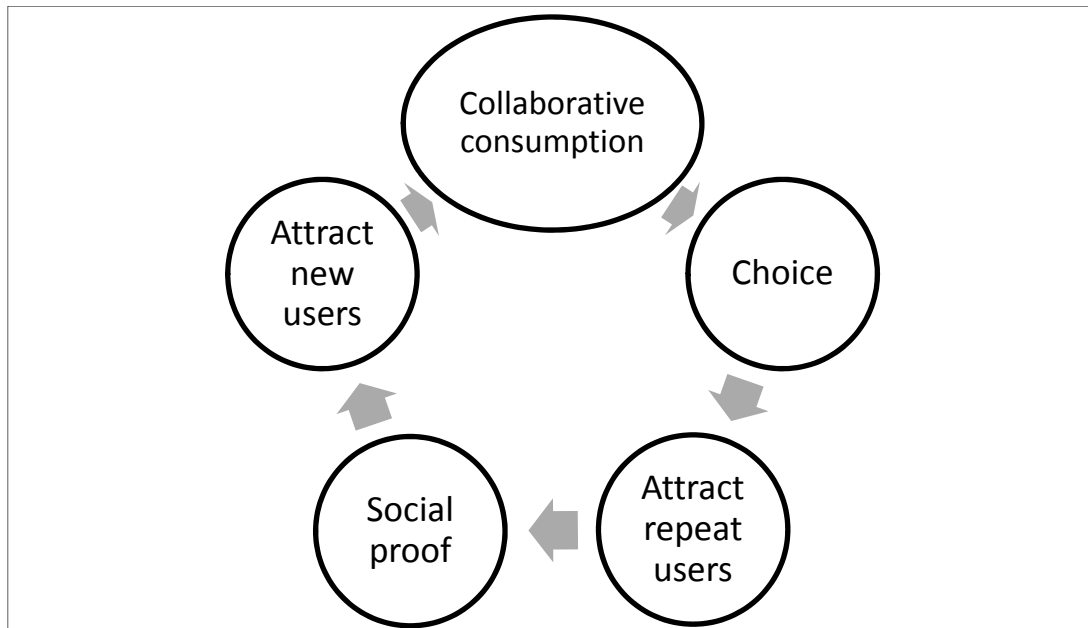 Collaborative
consumption
Choice
Attract
repeat
users
Social
proof
Attract
new
users